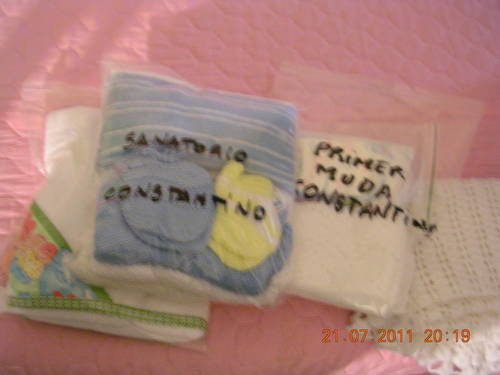 SANATORIO
CONSTANTINO
PRIMER
MUDA
CONSTANTINO
21.07.2011 20:19